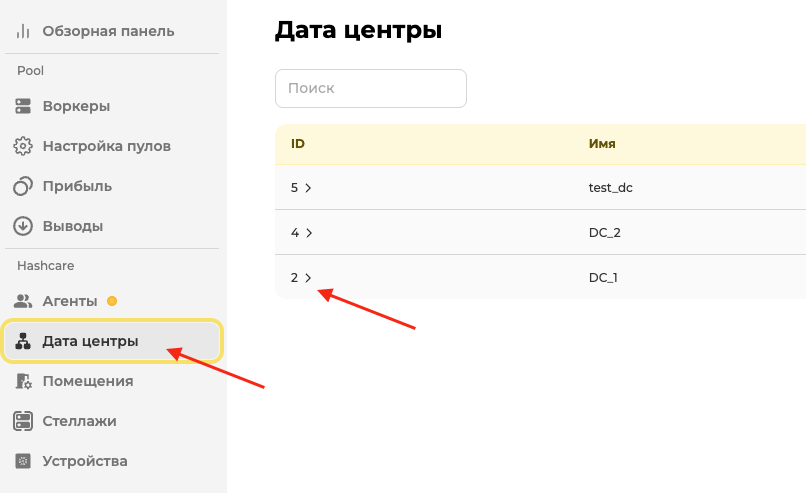 Обзорная панель
Pool
Воркеры
Настройка пулов
Прибыль
Выводы
Hashcare
Агенты
Дата центры
Помещения
Стеллажи
Устройства
Дата центры
Поиск
ID Имя
5 test_dc
4 DC_2
2 DC_1